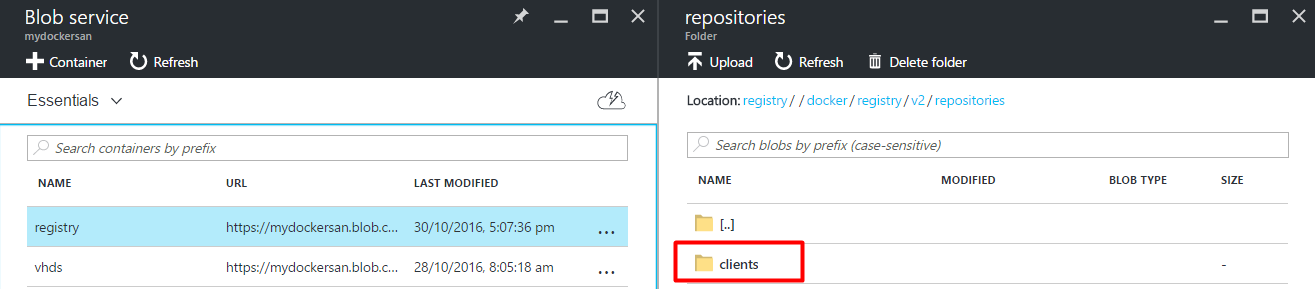 Blob service
mydockersan
Container Refresh
Essentials
Search containers by prefix
NAME URL LAST MODIFIED
registry https://mydockersan.blob.c... 30/10/2016, 5:07:36 pm ...
vhds https://mydockersan.blob.c... 28/10/2016, 8:05:18 am ...
repositories
Folder
Upload Refresh Delete folder
Location: registry / / docker / registry / v2 / repositories
Search blobs by prefix (case-sensitive)
NAME MODIFIED BLOB TYPE SIZE
[..]
clients -